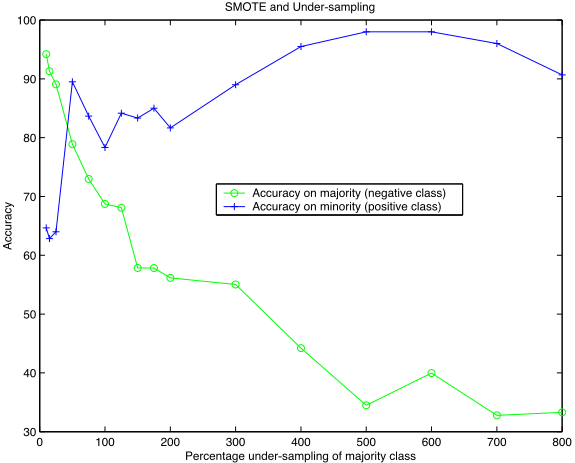 SMOTE and Under-sampling
100
90
80
70
60
50
40
30
Accuracy
Accuracy on majority (negative class)
Accuracy on minority (positive class)
0 100 200 300 400 500 600 700 800
Percentage under-sampling of majority class